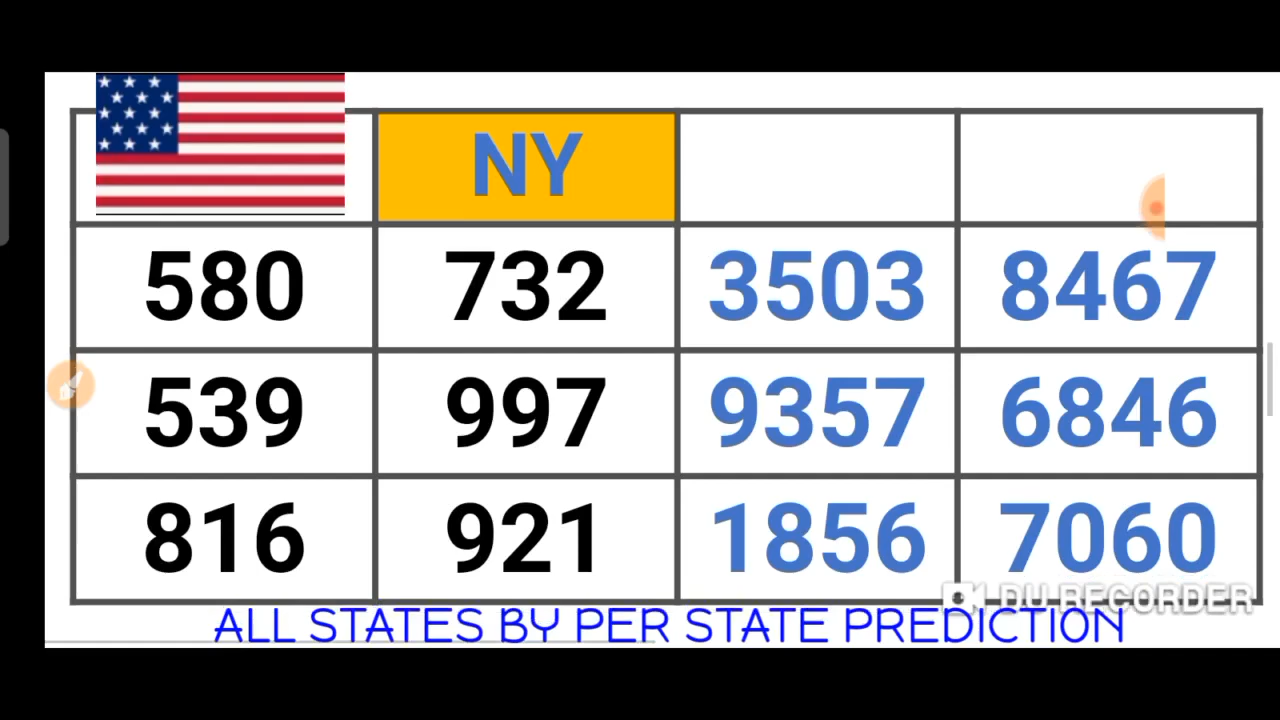 NY
580 732 3503 8467
539 997 9357 6846
816 921 1856 7060
DU RECORDER
ALL STATES BY PER STATE PREDICTION